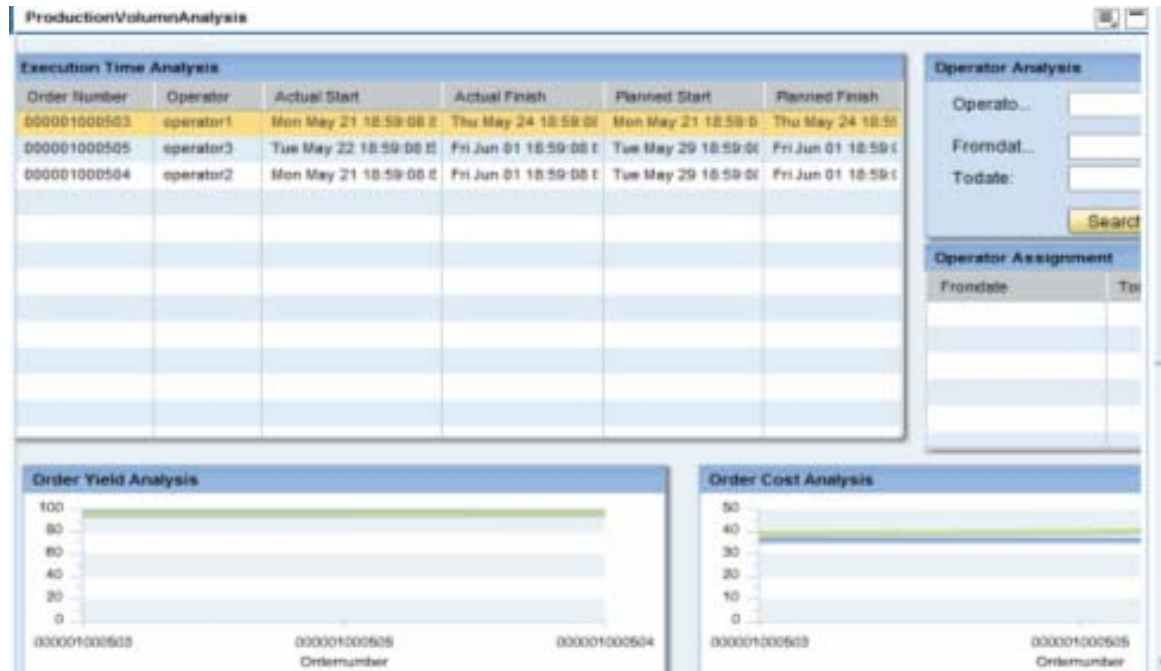 ProductionVolumnAnalysis
Execution Time Analysis
Order Number Operator Actual Start Actual Finish Planned Start Planned Finish
000001000503 operator1 Mon May 21 18:59:08 Thu May 24 18:59:08 Mon May 21 18:59:0 Thu May 24 18:59
000001000505 operator3 Tue May 22 18:59:08 Fri Jun 01 18:59:08 Tue May 29 18:59:0 Fri Jun 01 18:59:
000001000504 operator2 Mon May 21 18:59:08 Fri Jun 01 18:59:08 Tue May 29 18:59:0 Fri Jun 01 18:59:
Operator Analysis
Operato...
Fromdat...
Todate:
Search
Operator Assignment
Fromdate
Order Yield Analysis
100
80
60
40
20
0
000001000503 000001000505 000001000504
Ordernumber
Order Cost Analysis
50
40
30
20
10
0
000001000503 000001000505
Ordernumber